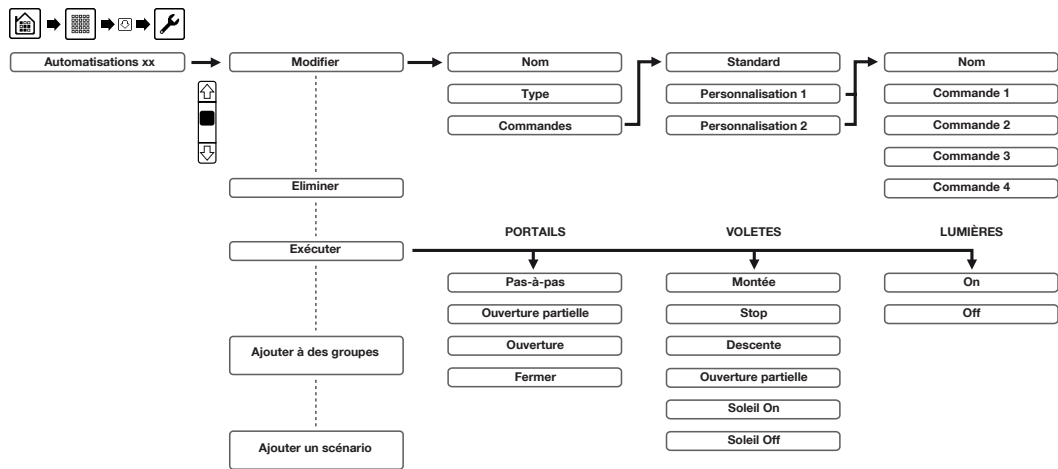 Automatisations xx
Modifier
Nom
Standard
Nom
Type
Personnalisation 1
Commande 1
Commandes
Personnalisation 2
Commande 2
Commande 3
Eliminer
Commande 4
Exécuter
PORTAILS
VOLETES
LUMIÈRES
Pas-à-pas
Montée
On
Ouverture partielle
Stop
Off
Ajouter à des groupes
Ouverture
Descente
Fermer
Ouverture partielle
Soleil On
Ajouter un scénario
Soleil Off